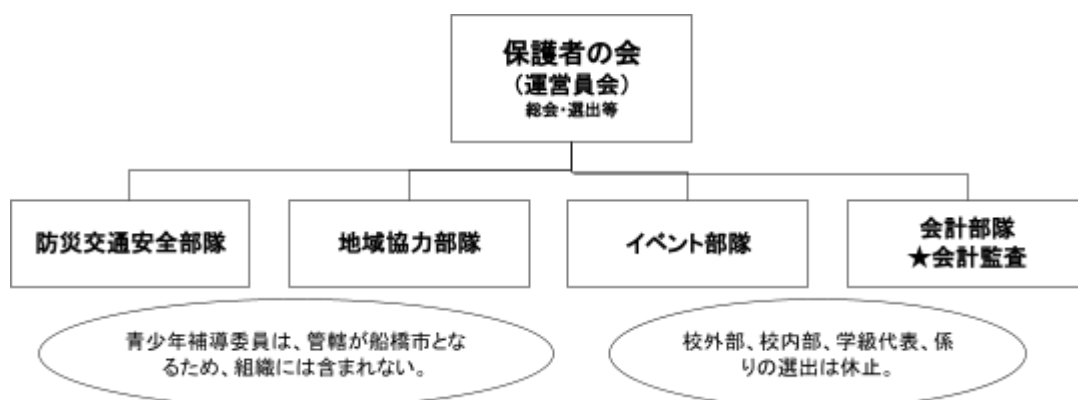 保護者の会
（運営員会）
総会・選出等
防災交通安全部隊
地域協力部隊
イベント部隊
会計部隊
★会計監査
青少年補導委員は、管轄が船橋市とな
るため、組織には含まれない。
校外部、校内部、学級代表、係
りの選出は休止。